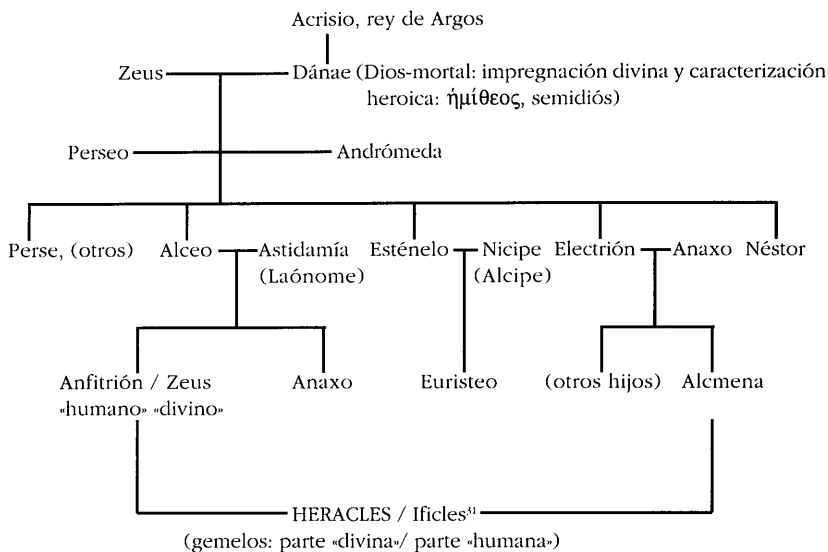 Acrisio, rey de Argos
Zeus Dánae (Dios-mortal: impregnación divina y caracterización
heroica: ἡμίθεος, semidiós)
Perseo Andrómeda
Perse, (otros) Alceo Astidamía Esténelo Nicipe Electrión Anaxo Néstor
(Laónome) (Alcipe)
Anfitrión / Zeus Anaxo Euristeo (otros hijos) Alcmena
«humano» «divino»
HERACLES / Ificles³¹
(gemelos: parte «divina»/ parte «humana»)